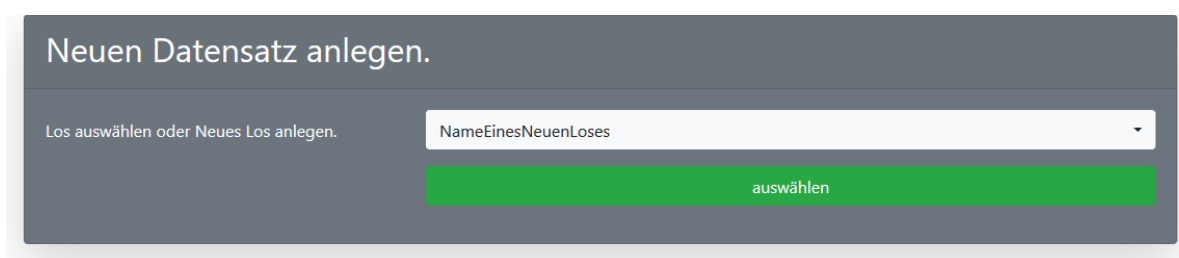 Neuen Datensatz anlegen.
Los auswählen oder Neues Los anlegen.
NameEinesNeuenLoses
auswählen